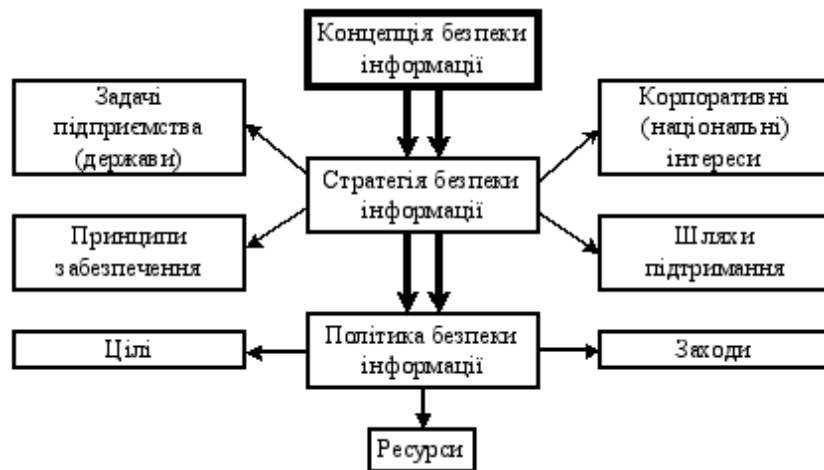 Концепція безпеки
інформації
Задачі
підприємства
(держави)
Корпоративні
(національні)
інтереси
Стратегія безпеки
інформації
Принципи
забезпечення
Шляхи
підтримання
Політика безпеки
інформації
Цілі
Заходи
Ресурси